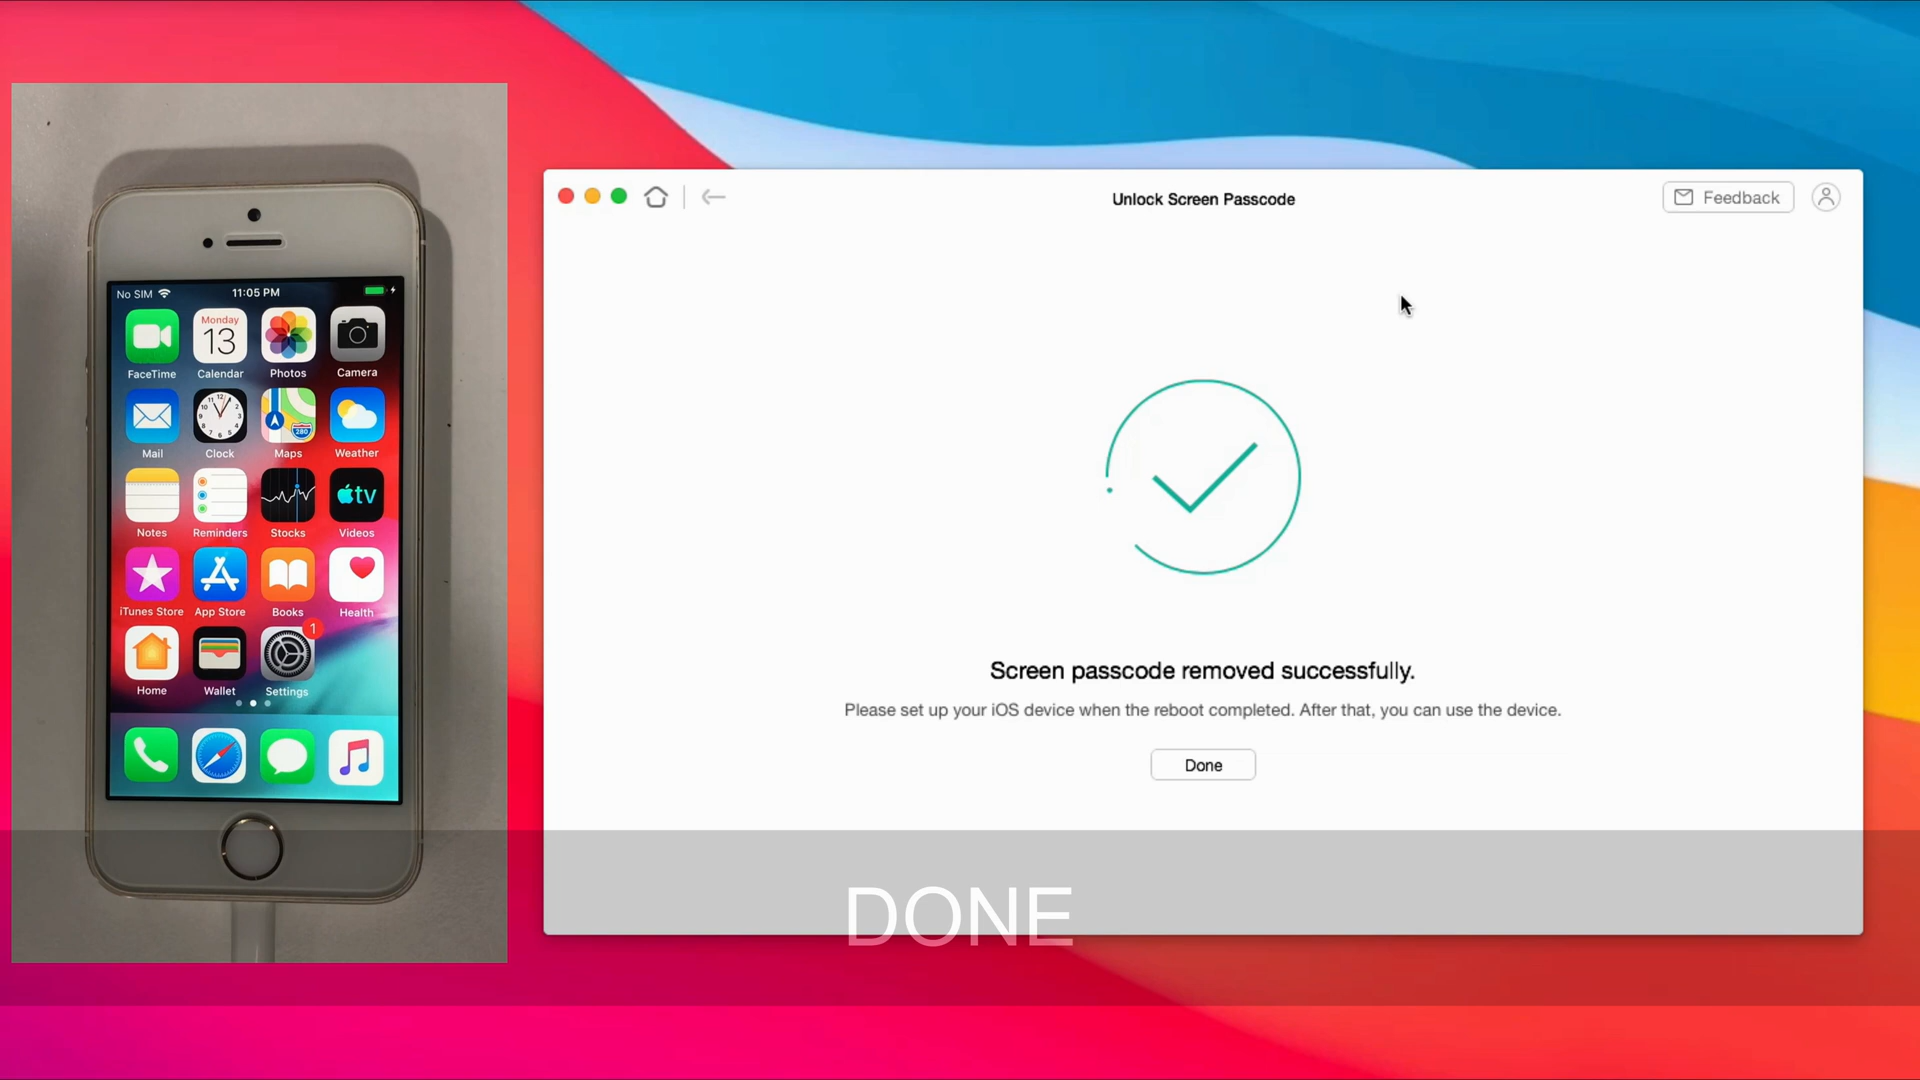 No SIM 11:05 PM
Monday
13
FaceTime Calendar Photos Camera
280
Mail Clock Maps Weather
tv
Notes Reminders Stocks Videos
iTunes Store App Store Books Health
1
Home Wallet Settings
Unlock Screen Passcode
Feedback
Screen passcode removed successfully.
Please set up your iOS device when the reboot completed. After that, you can use the device.
Done
DONE